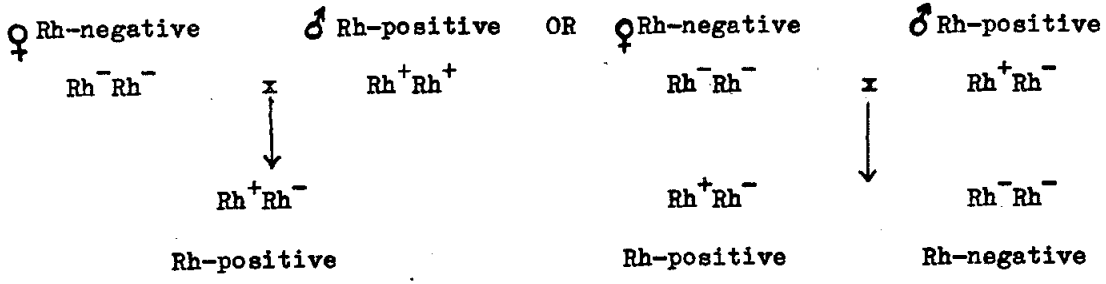 ♀ Rh-negative ♂ Rh-positive OR ♀ Rh-negative ♂ Rh-positive
Rh⁻Rh⁻ x Rh⁺Rh⁺ Rh⁻Rh⁻ x Rh⁺Rh⁻
Rh⁺Rh⁻ Rh⁺Rh⁻ Rh⁻Rh⁻
Rh-positive Rh-positive Rh-negative